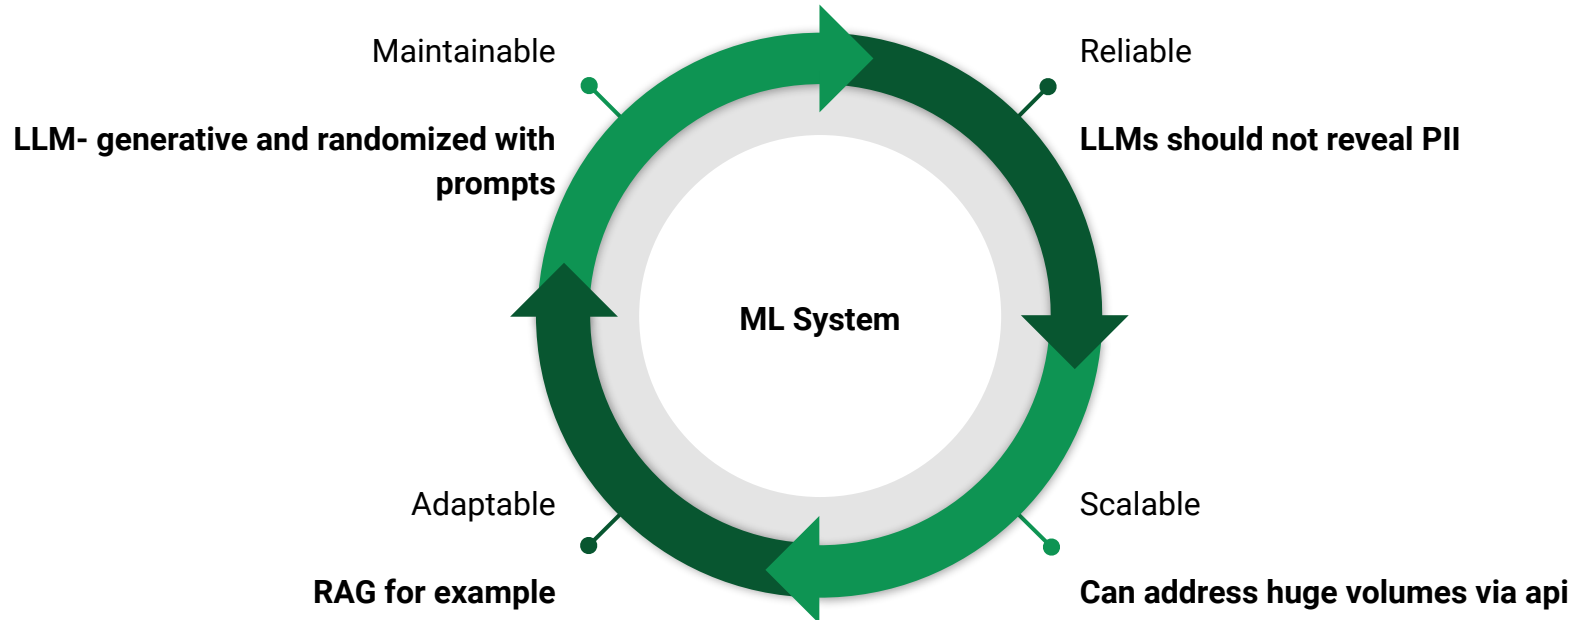 Maintainable
LLM- generative and randomized with
prompts
Reliable
LLMs should not reveal PII
ML System
Adaptable
RAG for example
Scalable
Can address huge volumes via api